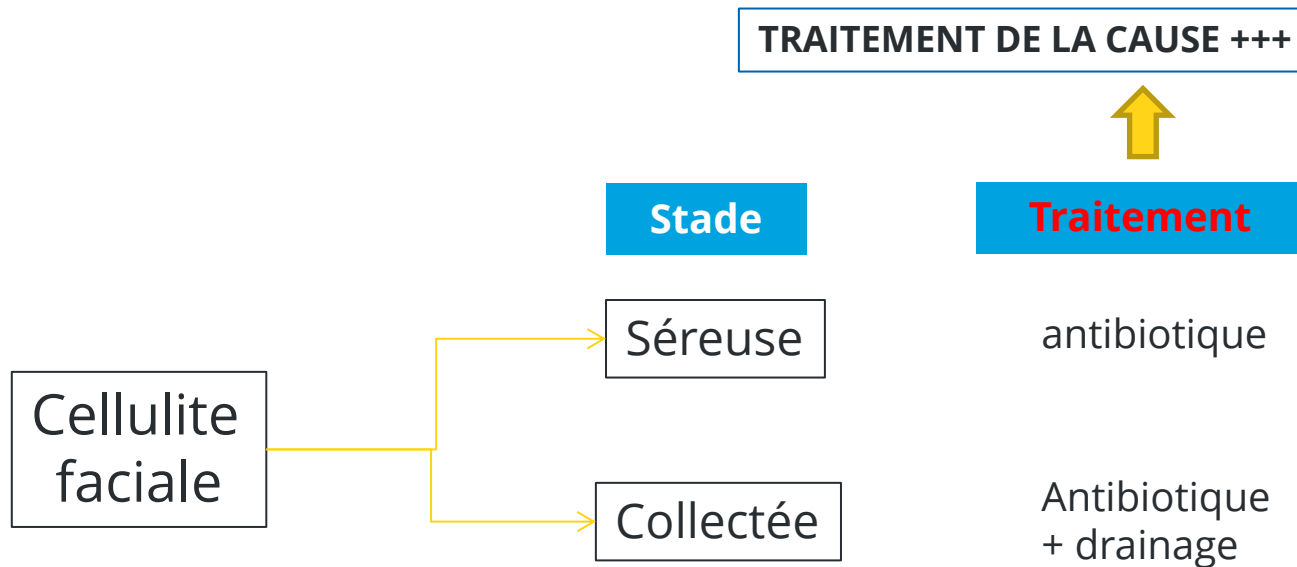 TRAITEMENT DE LA CAUSE +++
Stade
Traitement
Séreuse
antibiotique
Cellulite
faciale
Collectée
Antibiotique
+ drainage